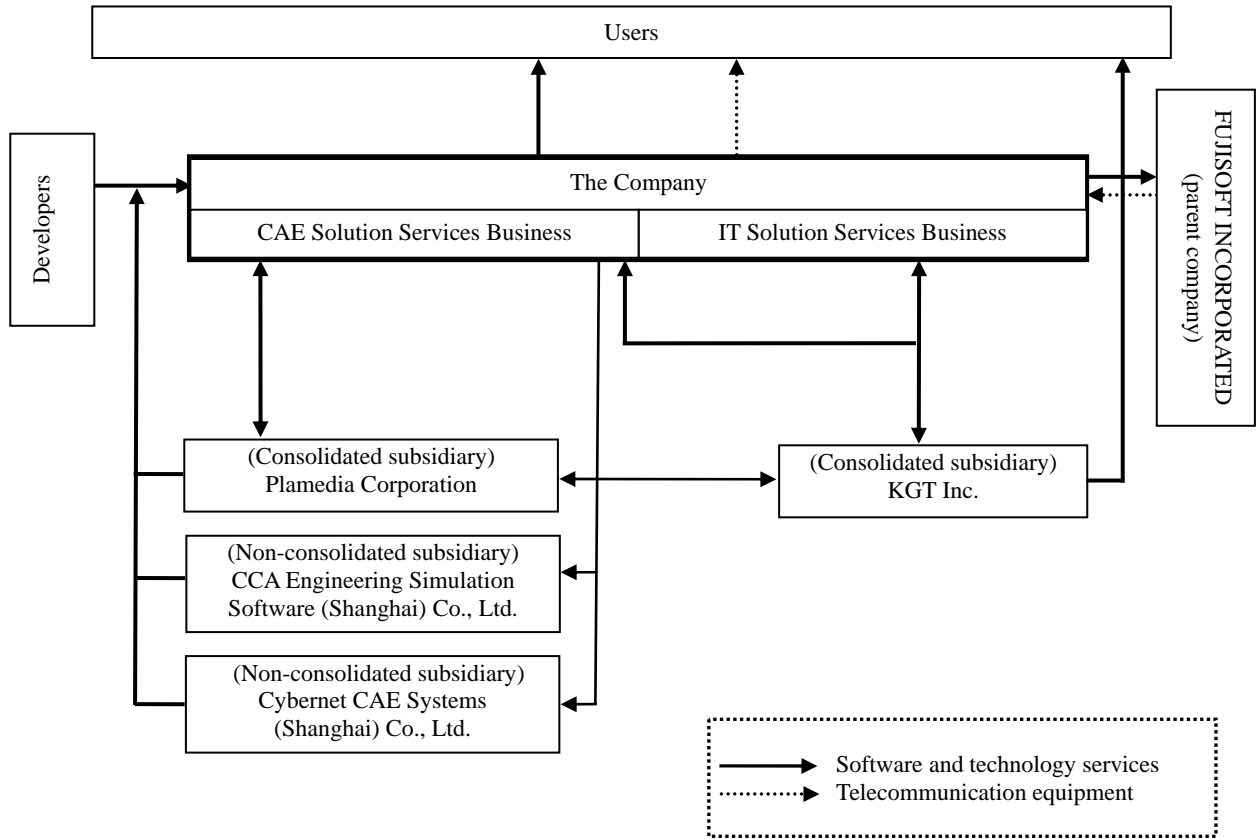 Users
Developers
The Company
CAE Solution Services Business
IT Solution Services Business
FUJISOFT INCORPORATED
(parent company)
(Consolidated subsidiary)
Plamedia Corporation
(Consolidated subsidiary)
KGT Inc.
(Non-consolidated subsidiary)
CCA Engineering Simulation
Software (Shanghai) Co., Ltd.
(Non-consolidated subsidiary)
Cybernet CAE Systems
(Shanghai) Co., Ltd.
Software and technology services
Telecommunication equipment